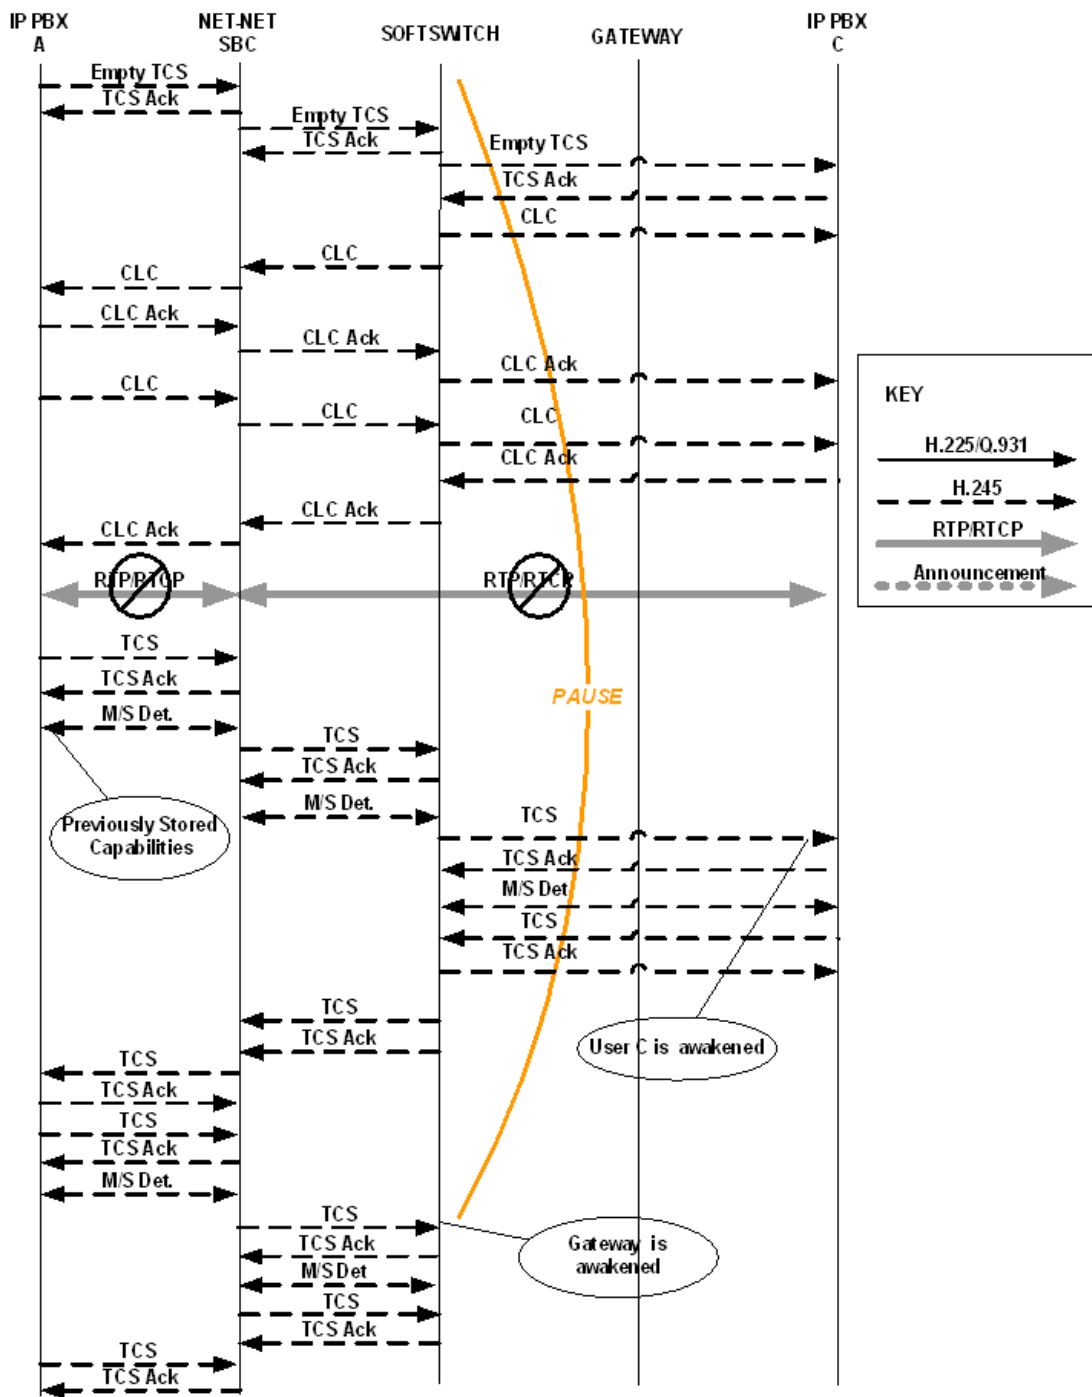 IP PBX
A
NET-NET
SBC
SOFTSWITCH
GATEWAY
IP PBX
C
Empty TCS
TCS Ack
Empty TCS
TCS Ack
Empty TCS
TCS Ack
CLC
CLC
CLC
CLC Ack
CLC Ack
CLC Ack
CLC
CLC
CLC
CLC Ack
CLC Ack
CLC Ack
KEY
H.225/Q.931
H.245
RTP/RTCP
Announcement
RTP/RTCP
RTP/RTCP
TCS
TCS Ack
M/S Det.
PAUSE
TCS
TCS Ack
M/S Det.
Previously Stored
Capabilities
TCS
TCS Ack
M/S Det
TCS
TCS Ack
TCS
TCS Ack
User C is awakened
TCS
TCS Ack
TCS
TCS Ack
M/S Det.
TCS
TCS Ack
M/S Det
TCS
TCS Ack
Gateway is
awakened
TCS
TCS Ack